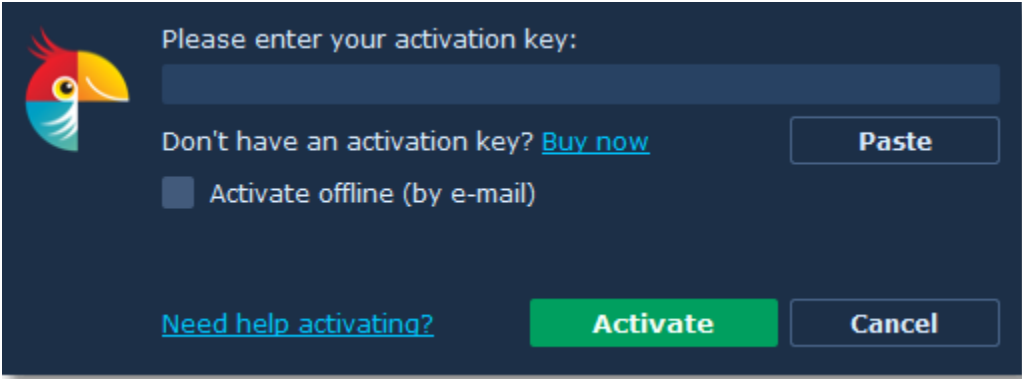 Please enter your activation key:
Don't have an activation key? Buy now
Paste
Activate offline (by e-mail)
Need help activating?
Activate
Cancel